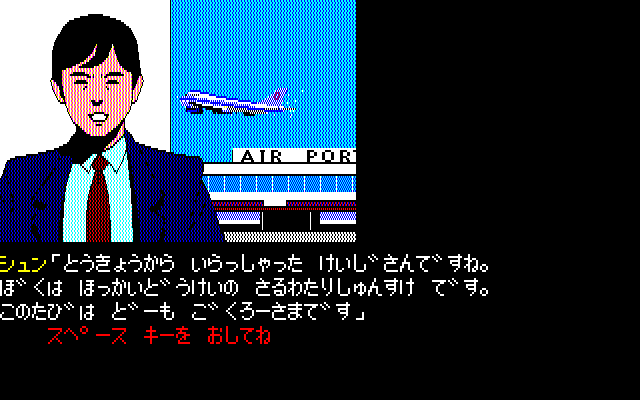 AIR PORT
シュン「とうきょうから いらっしゃった けいじさんですね。
ぼくは ほっかいどうけいの さるわたりしゅんすけ です。
このたびは どーも ごくろーさまです」
スペース キーを おしてね